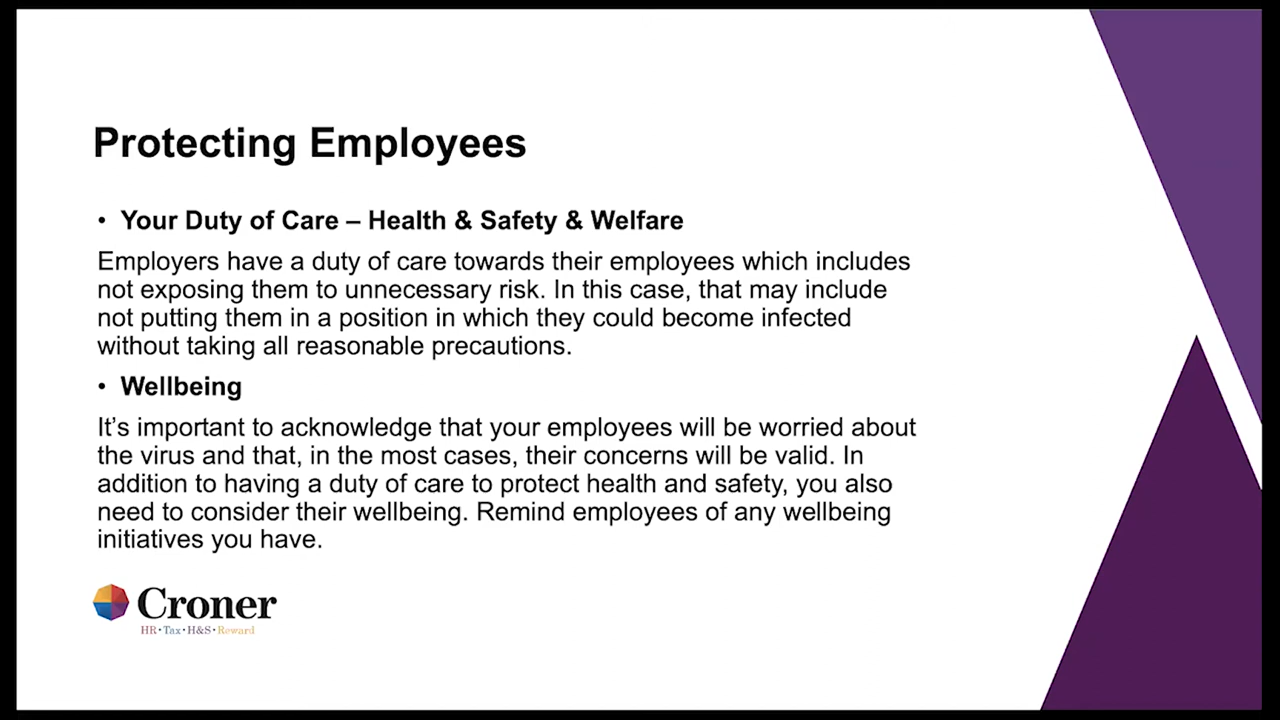 Protecting Employees
• Your Duty of Care – Health & Safety & Welfare
Employers have a duty of care towards their employees which includes
not exposing them to unnecessary risk. In this case, that may include
not putting them in a position in which they could become infected
without taking all reasonable precautions.
• Wellbeing
It’s important to acknowledge that your employees will be worried about
the virus and that, in the most cases, their concerns will be valid. In
addition to having a duty of care to protect health and safety, you also
need to consider their wellbeing. Remind employees of any wellbeing
initiatives you have.
Croner
HR•Tax•H&S•Reward